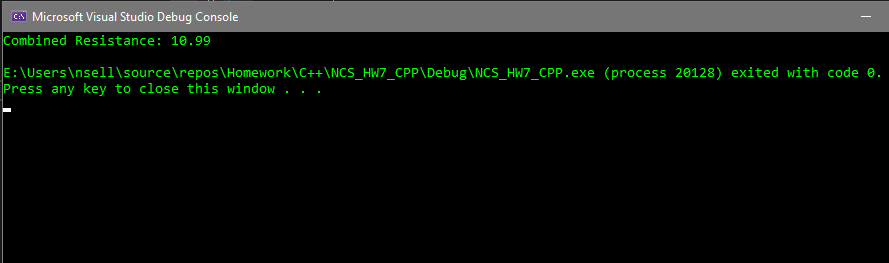 Microsoft Visual Studio Debug Console
Combined Resistance: 10.99
E:\Users\nsell\source\repos\Homework\C++\NCS_HW7_CPP\Debug\NCS_HW7_CPP.exe (process 20128) exited with code 0.
Press any key to close this window . . .